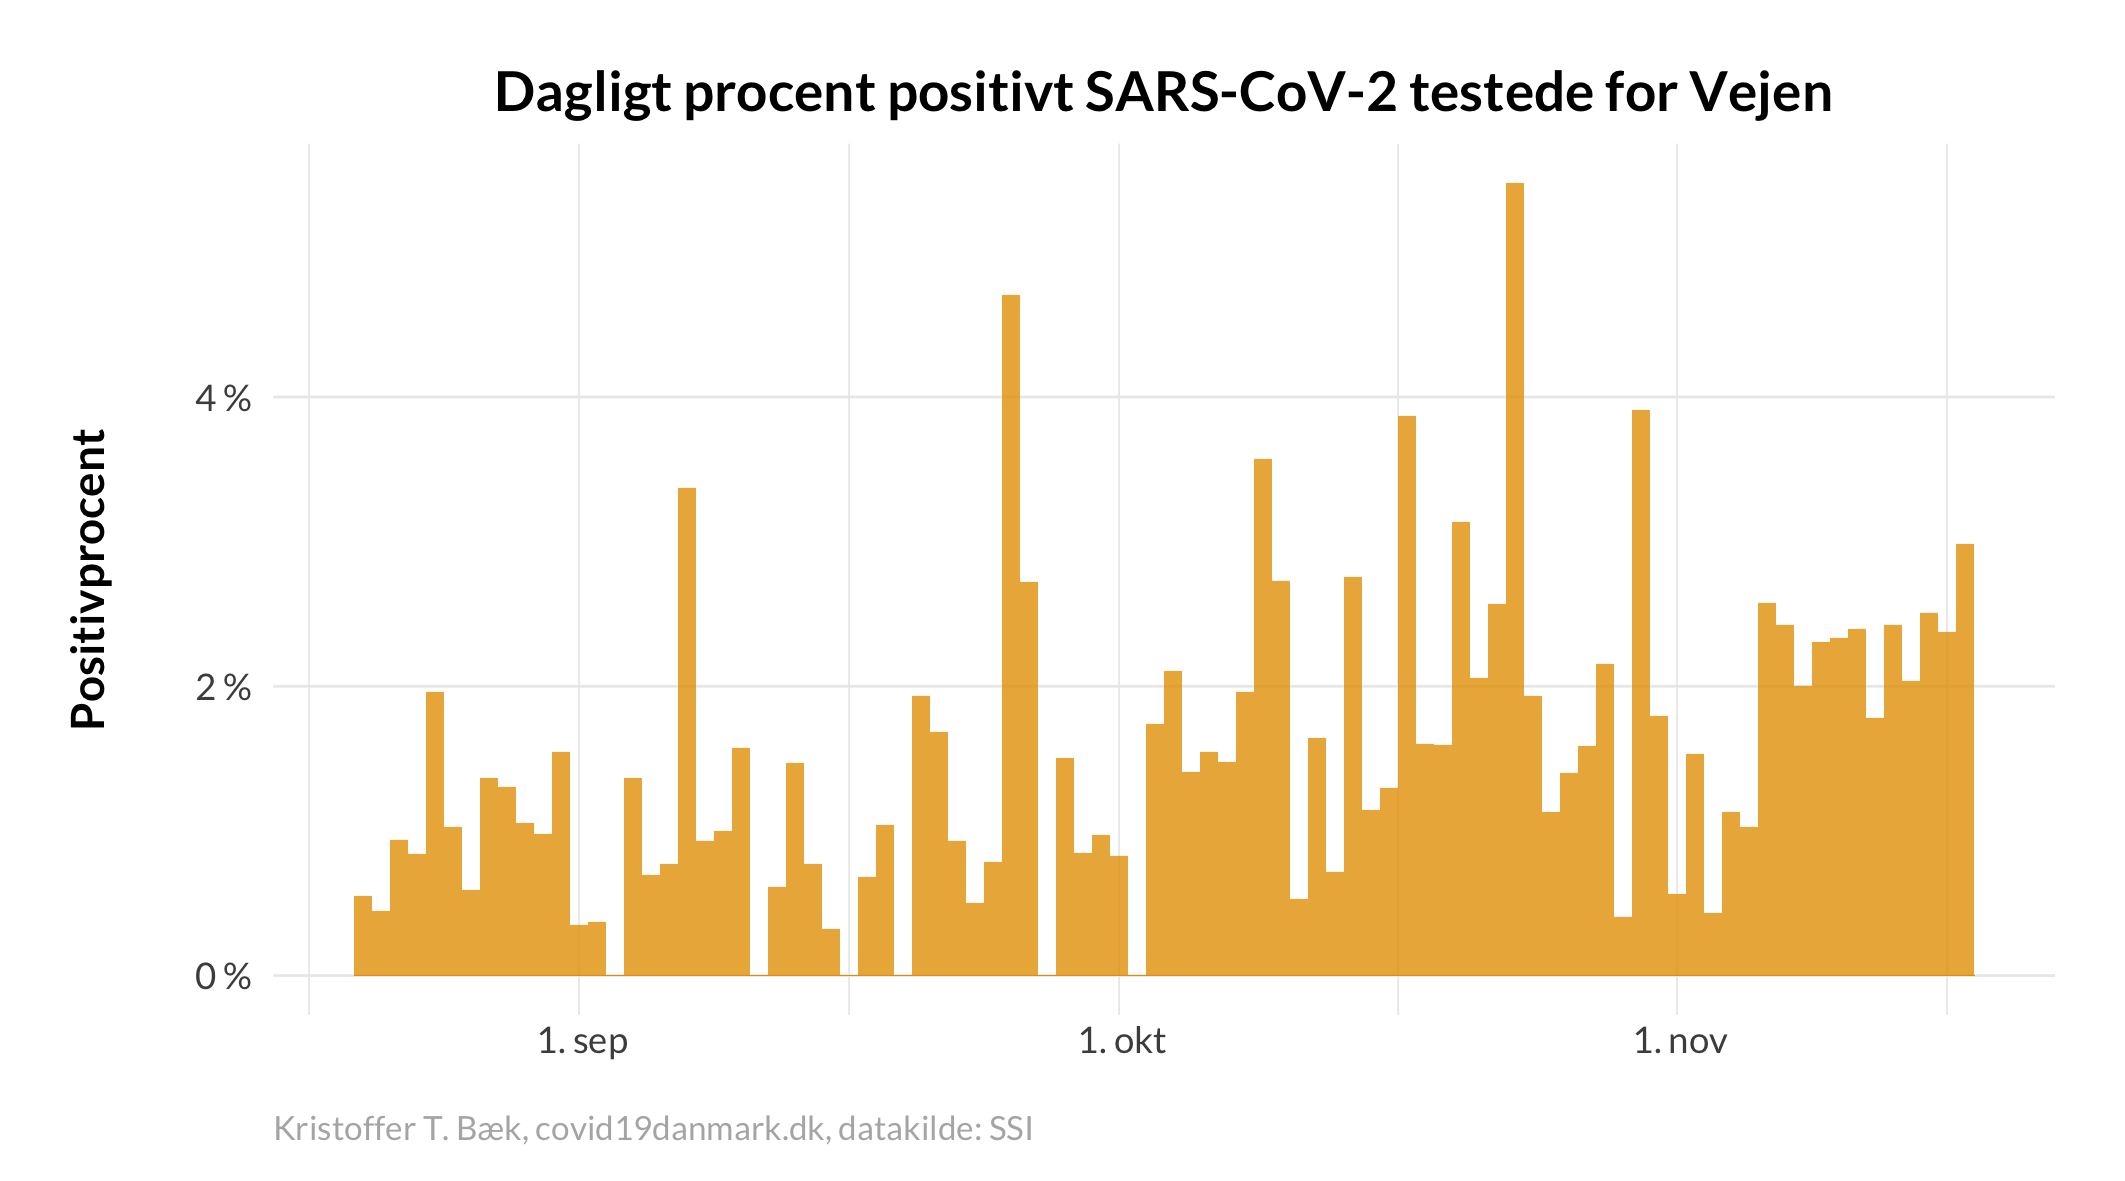 Dagligt procent positivt SARS-CoV-2 testede for Vejen
Positivprocent
4 %
2 %
0 %
1. sep
1. okt
1. nov
Kristoffer T. Bæk, covid19danmark.dk, datakilde: SSI